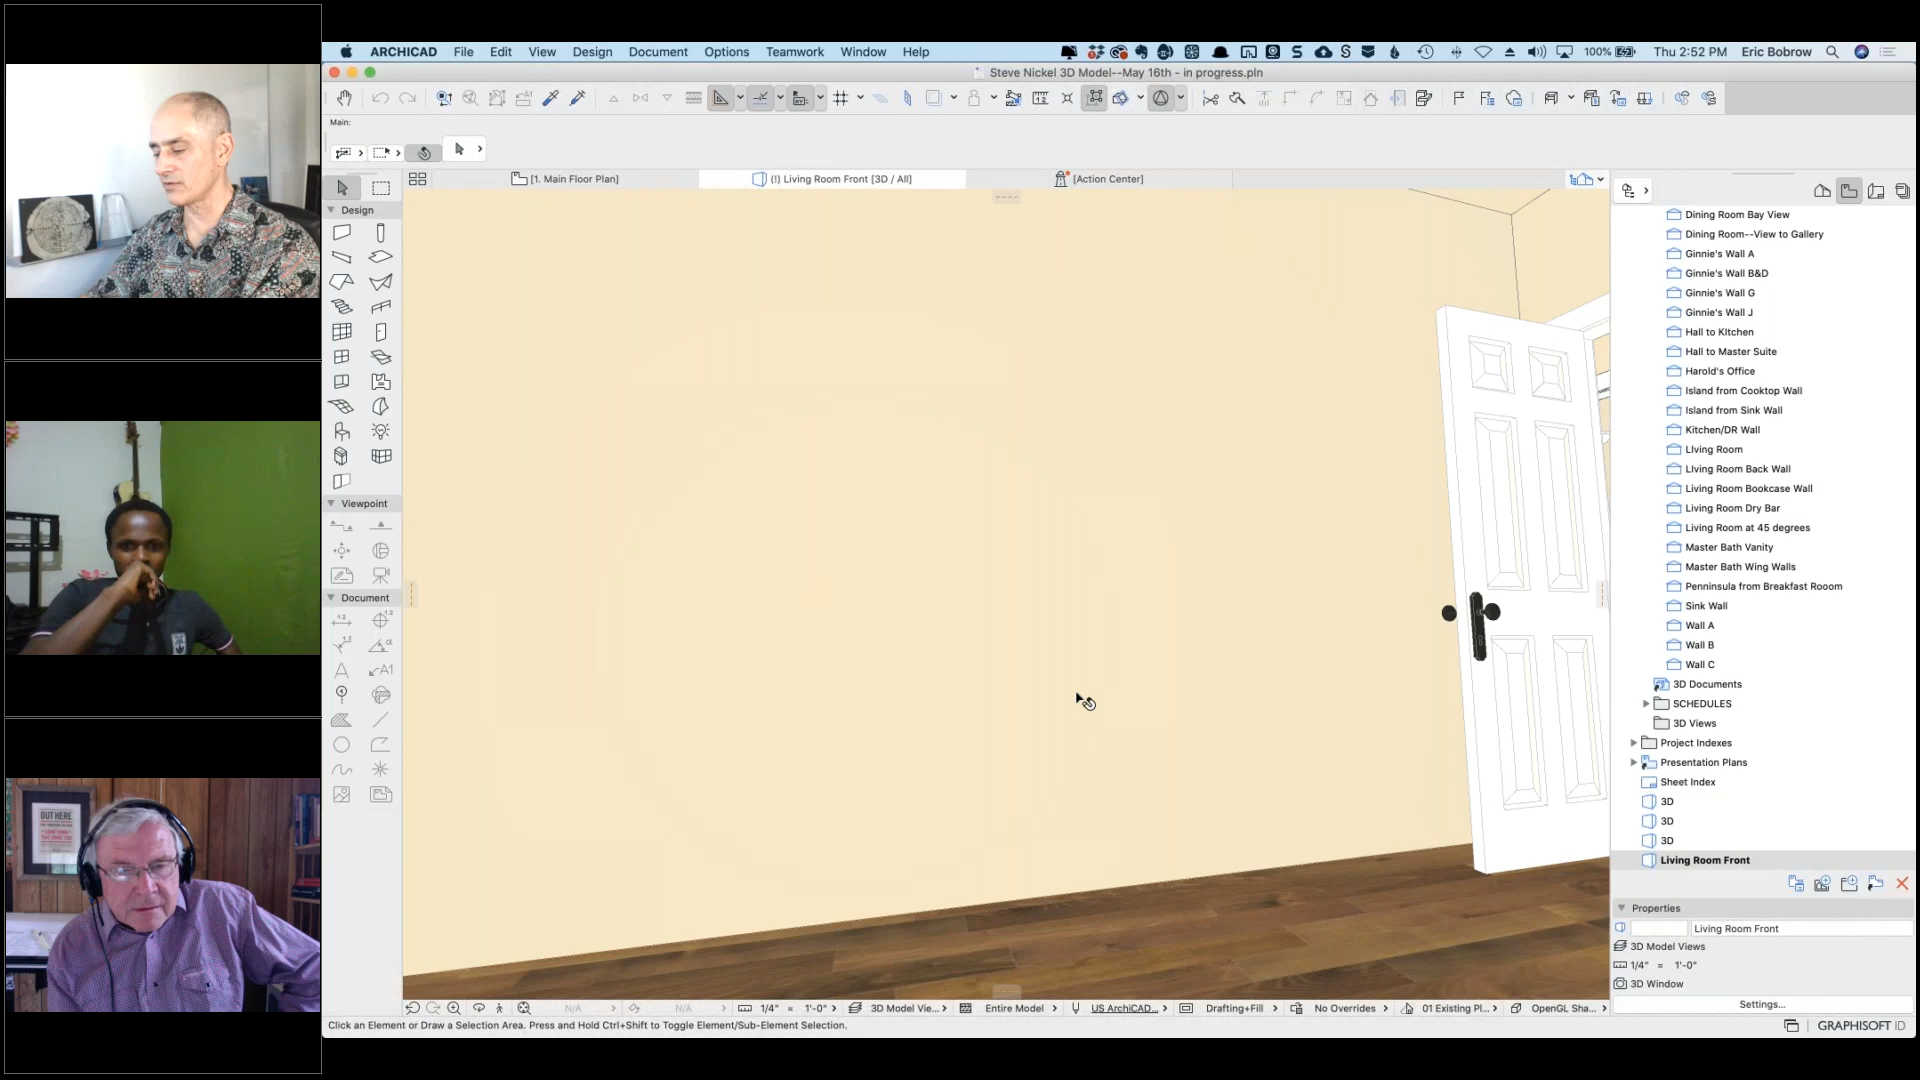 ARCHICAD File Edit View Design Document Options Teamwork Window Help
100% Thu 2:52 PM Eric Bobrow
Steve Nickel 3D Model--May 16th - in progress.pln
Main:
[1. Main Floor Plan]
(!) Living Room Front [3D / All]
[Action Center]
Design
Viewpoint
Document
A
A1
Dining Room Bay View
Dining Room--View to Gallery
Ginnie's Wall A
Ginnie's Wall B&D
Ginnie's Wall G
Ginnie's Wall J
Hall to KItchen
Hall to Master Suite
Harold's Office
Island from Cooktop Wall
Island from Sink Wall
Kitchen/DR Wall
LIving Room
LIving Room Back Wall
Living Room Bookcase Wall
Living Room Dry Bar
Living Room at 45 degrees
Master Bath Vanity
Master Bath Wing Walls
Penninsula from Breakfast Rooom
Sink Wall
Wall A
Wall B
Wall C
3D Documents
SCHEDULES
3D Views
Project Indexes
Presentation Plans
Sheet Index
3D
3D
3D
Living Room Front
Properties
Living Room Front
3D Model Views
1/4" = 1'-0"
3D Window
Settings...
N/A N/A 1/4" = 1'-0" 3D Model Vie... Entire Model US ArchiCAD... Drafting+Fill No Overrides 01 Existing Pl... OpenGL Sha...
Click an Element or Draw a Selection Area. Press and Hold Ctrl+Shift to Toggle Element/Sub-Element Selection.
GRAPHISOFT ID
OUT HERE